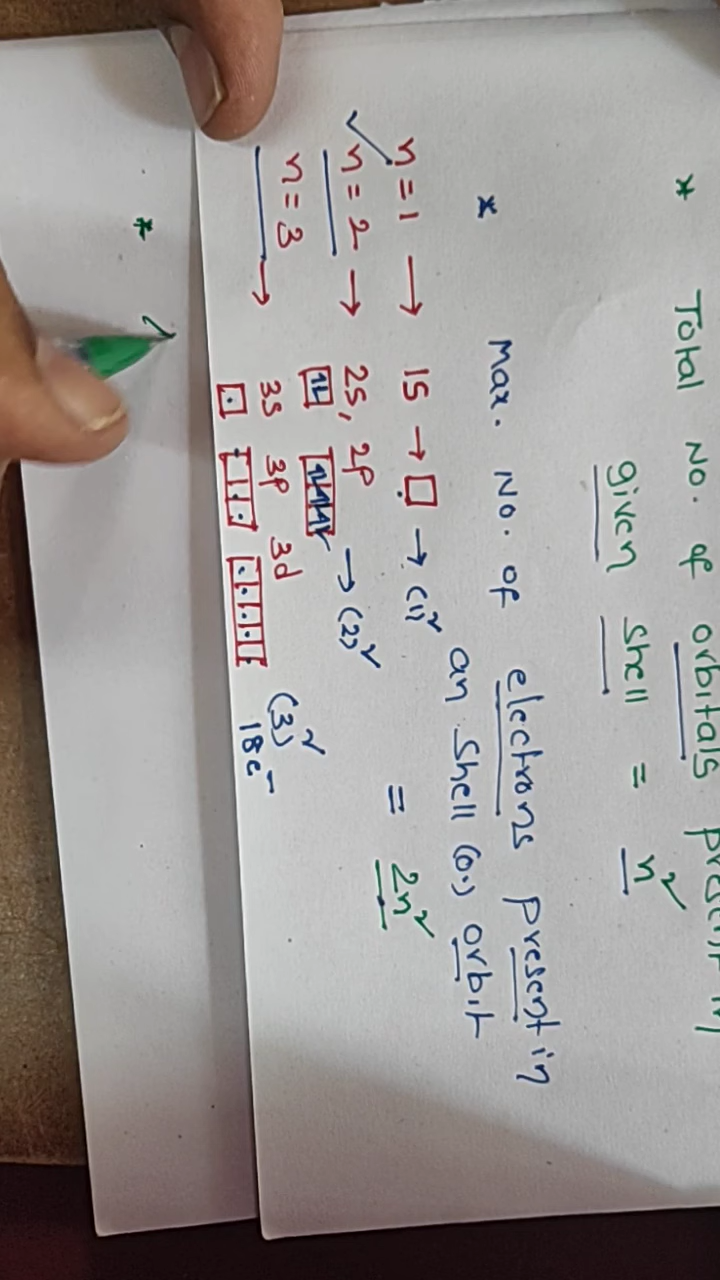 * Total No. of orbitals present in
given shell = n²
* Max. No. of electrons present in
an shell (or) orbit
= 2n²
n = 1 → 1s → □ → (1)²
n = 2 → 2s, 2p → (2)²
n = 3 → 3s 3p 3d (3)²
18e⁻
*